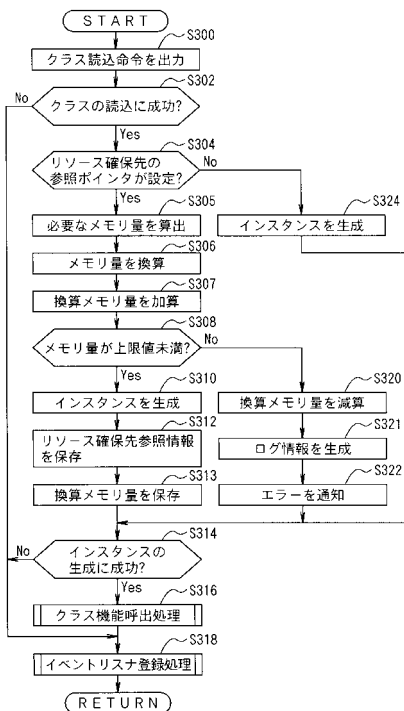 START
S300
クラス読込命令を出力
S302
クラスの読込に成功?
No
Yes
S304
リソース確保先の
参照ポインタが設定?
No
Yes
S305
必要なメモリ量を算出
S324
インスタンスを生成
S306
メモリ量を換算
S307
換算メモリ量を加算
S308
メモリ量が上限値未満?
No
Yes
S310
インスタンスを生成
S320
換算メモリ量を減算
S312
リソース確保先参照情報
を保存
S321
ログ情報を生成
S313
換算メモリ量を保存
S322
エラーを通知
S314
インスタンスの
生成に成功?
No
Yes
S316
クラス機能呼出処理
S318
イベントリスナ登録処理
RETURN